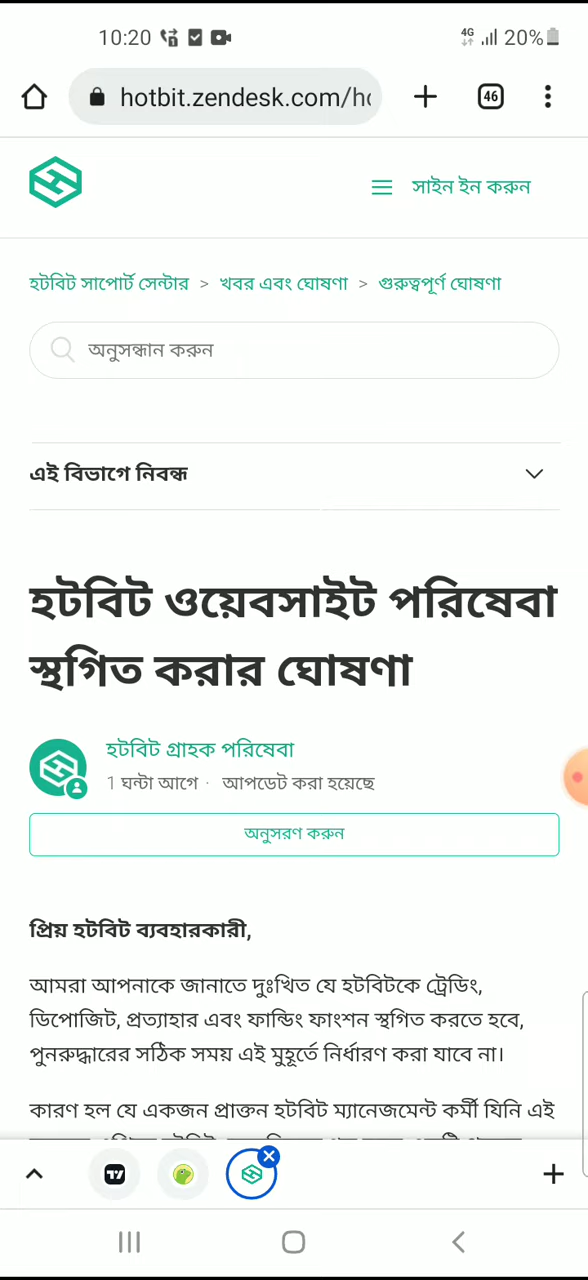 10:20
4G 20%
hotbit.zendesk.com/h
46
সাইন ইন করুন
হটবিট সাপোর্ট সেন্টার > খবর এবং ঘোষণা > গুরুত্বপূর্ণ ঘোষণা
অনুসন্ধান করুন
এই বিভাগে নিবন্ধ
হটবিট ওয়েবসাইট পরিষেবা
স্থগিত করার ঘোষণা
হটবিট গ্রাহক পরিষেবা
1 ঘন্টা আগে · আপডেট করা হয়েছে
অনুসরণ করুন
প্রিয় হটবিট ব্যবহারকারী,
আমরা আপনাকে জানাতে দুঃখিত যে হটবিটকে ট্রেডিং,
ডিপোজিট, প্রত্যাহার এবং ফান্ডিং ফাংশন স্থগিত করতে হবে,
পুনরুদ্ধারের সঠিক সময় এই মুহূর্তে নির্ধারণ করা যাবে না।
কারণ হল যে একজন প্রাক্তন হটবিট ম্যানেজমেন্ট কর্মী যিনি এই